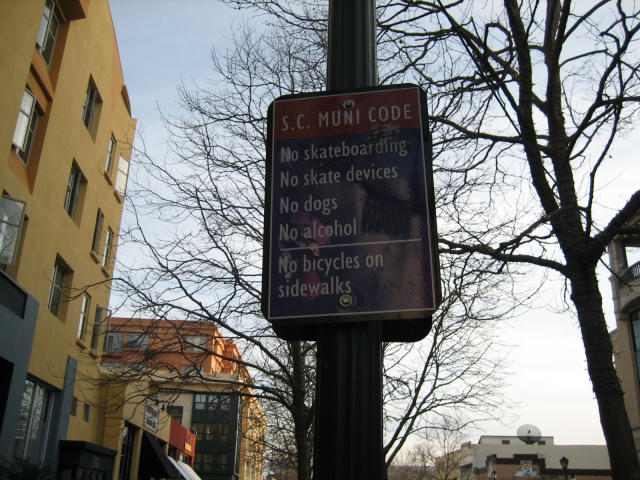 S.C. MUNI CODE
No skateboarding
No skate devices
No dogs
No alcohol
No bicycles on
sidewalks